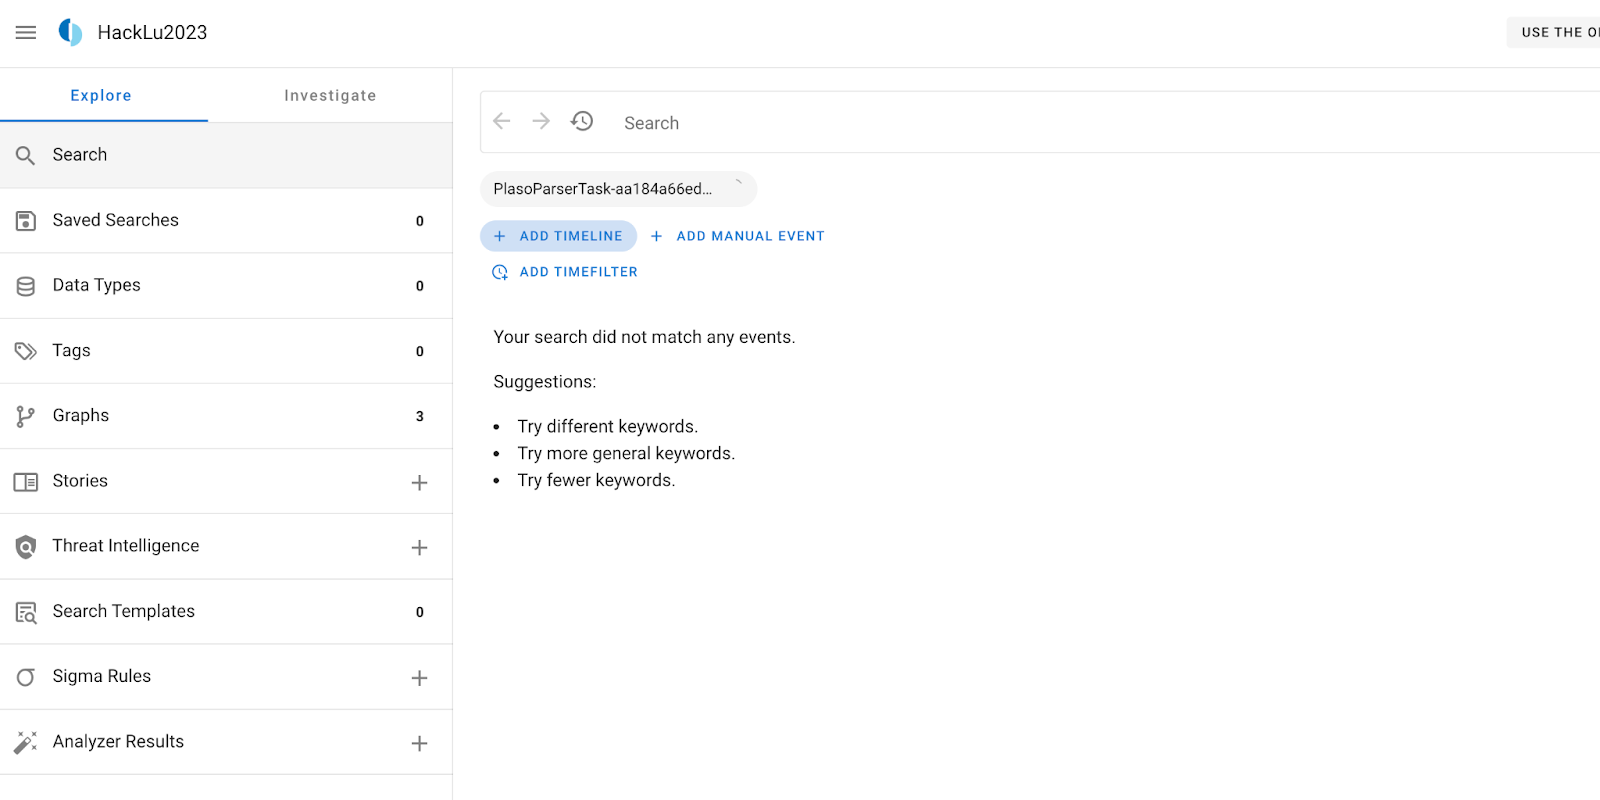 HackLu2023
USE THE
Explore
Investigate
Search
Saved Searches 0
Data Types 0
Tags 0
Graphs 3
Stories +
Threat Intelligence +
Search Templates 0
Sigma Rules +
Analyzer Results +
Search
PlasoParserTask-aa184a66ed...
+ ADD TIMELINE + ADD MANUAL EVENT
ADD TIMEFILTER
Your search did not match any events.
Suggestions:
• Try different keywords.
• Try more general keywords.
• Try fewer keywords.